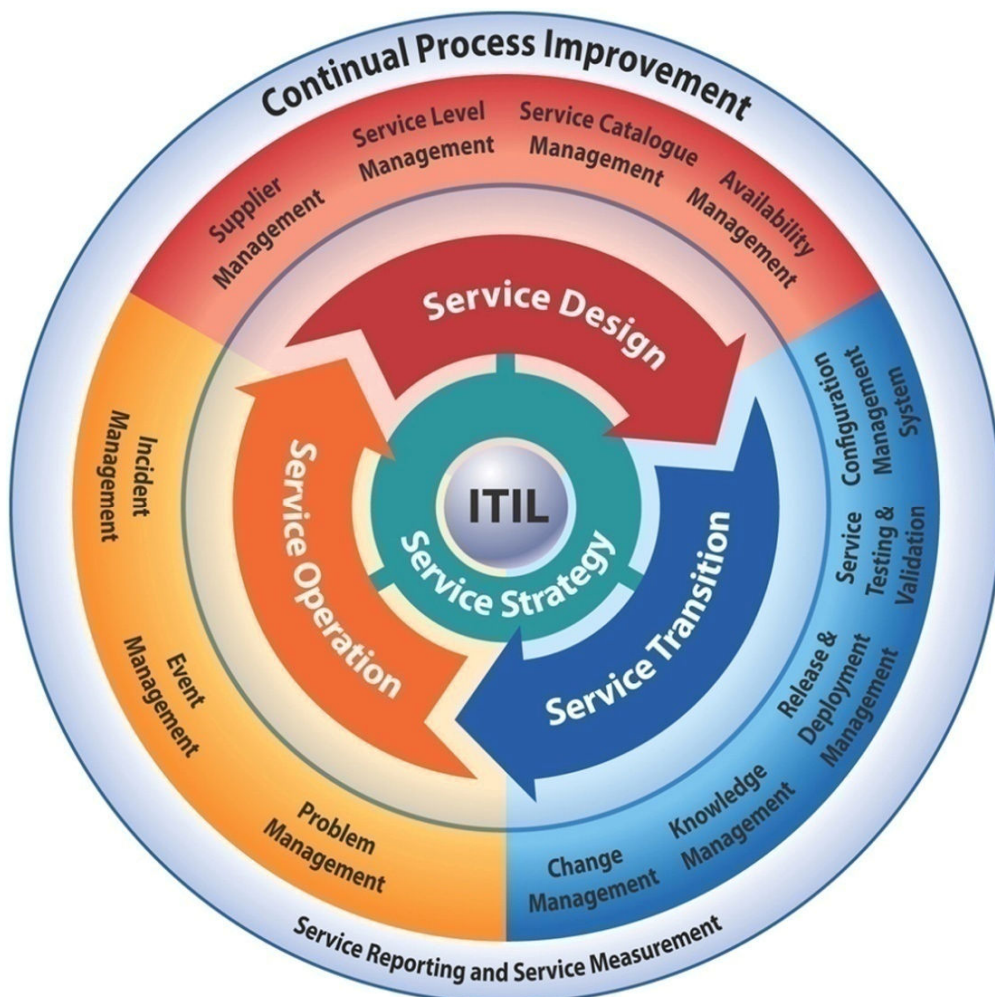 Continual Process Improvement
Supplier
Management
Service Level
Management
Service Catalogue
Management
Availability
Management
Configuration
Management
System
Service
Testing &
Validation
Release &
Deployment
Management
Knowledge
Management
Change
Management
Problem
Management
Event
Management
Incident
Management
Service Design
Service Transition
Service Operation
Service Strategy
ITIL
Service Reporting and Service Measurement